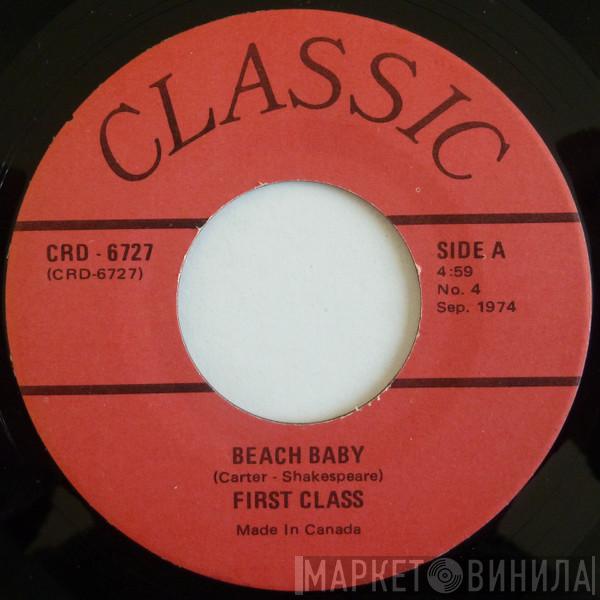 CLASSIC
CRD - 6727
(CRD-6727)
SIDE A
4:59
No. 4
Sep. 1974
BEACH BABY
(Carter - Shakespeare)
FIRST CLASS
Made In Canada
МАРКЕТ ВИНИЛА